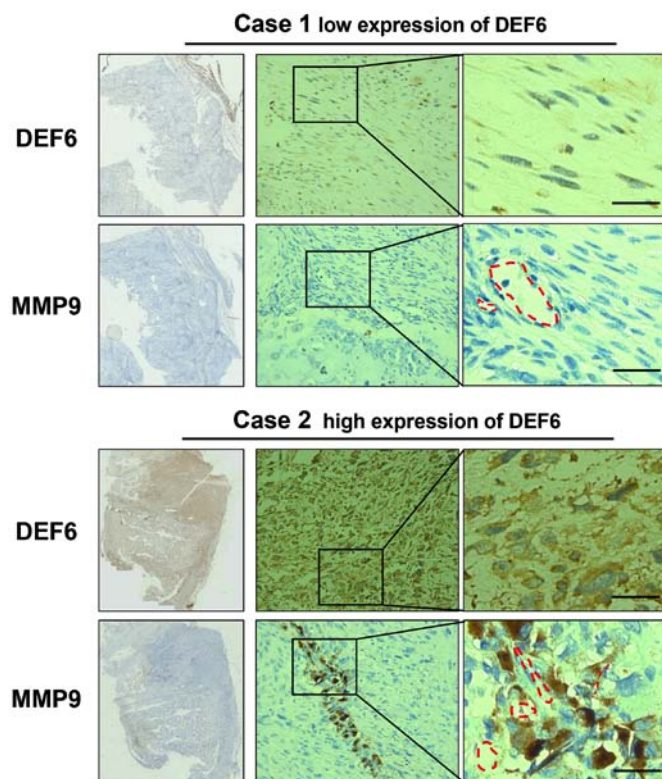 Case 1 low expression of DEF6
DEF6
MMP9
Case 2 high expression of DEF6
DEF6
MMP9